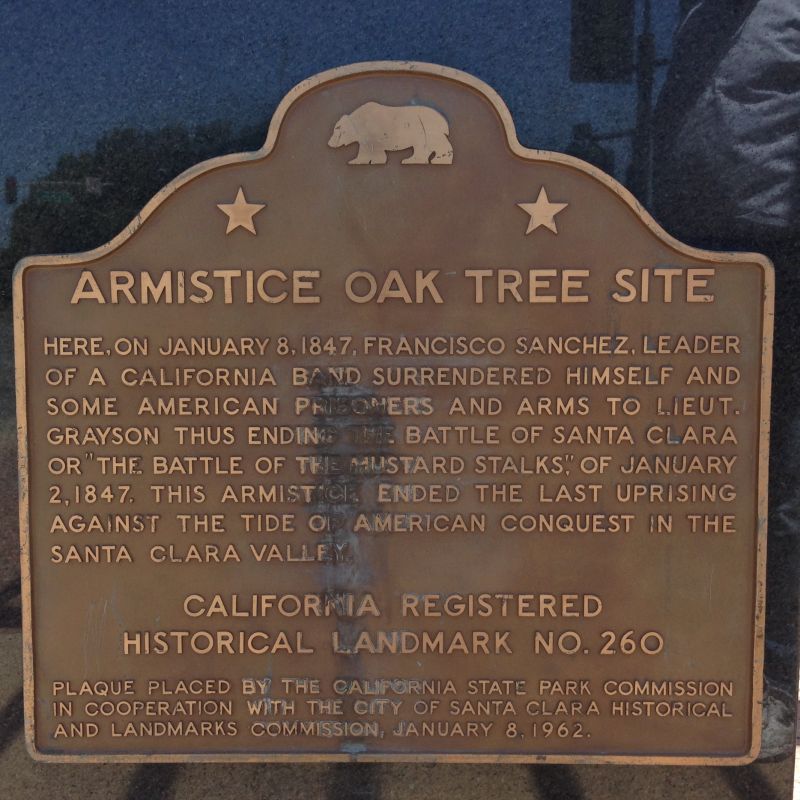 ARMISTICE OAK TREE SITE
HERE, ON JANUARY 8, 1847, FRANCISCO SANCHEZ, LEADER
OF A CALIFORNIA BAND SURRENDERED HIMSELF AND
SOME AMERICAN PRISONERS AND ARMS TO LIEUT.
GRAYSON THUS ENDING THE BATTLE OF SANTA CLARA
OR "THE BATTLE OF THE MUSTARD STALKS," OF JANUARY
2, 1847. THIS ARMISTICE ENDED THE LAST UPRISING
AGAINST THE TIDE OF AMERICAN CONQUEST IN THE
SANTA CLARA VALLEY.
CALIFORNIA REGISTERED
HISTORICAL LANDMARK NO. 260
PLAQUE PLACED BY THE CALIFORNIA STATE PARK COMMISSION
IN COOPERATION WITH THE CITY OF SANTA CLARA HISTORICAL
AND LANDMARKS COMMISSION, JANUARY 8, 1962.